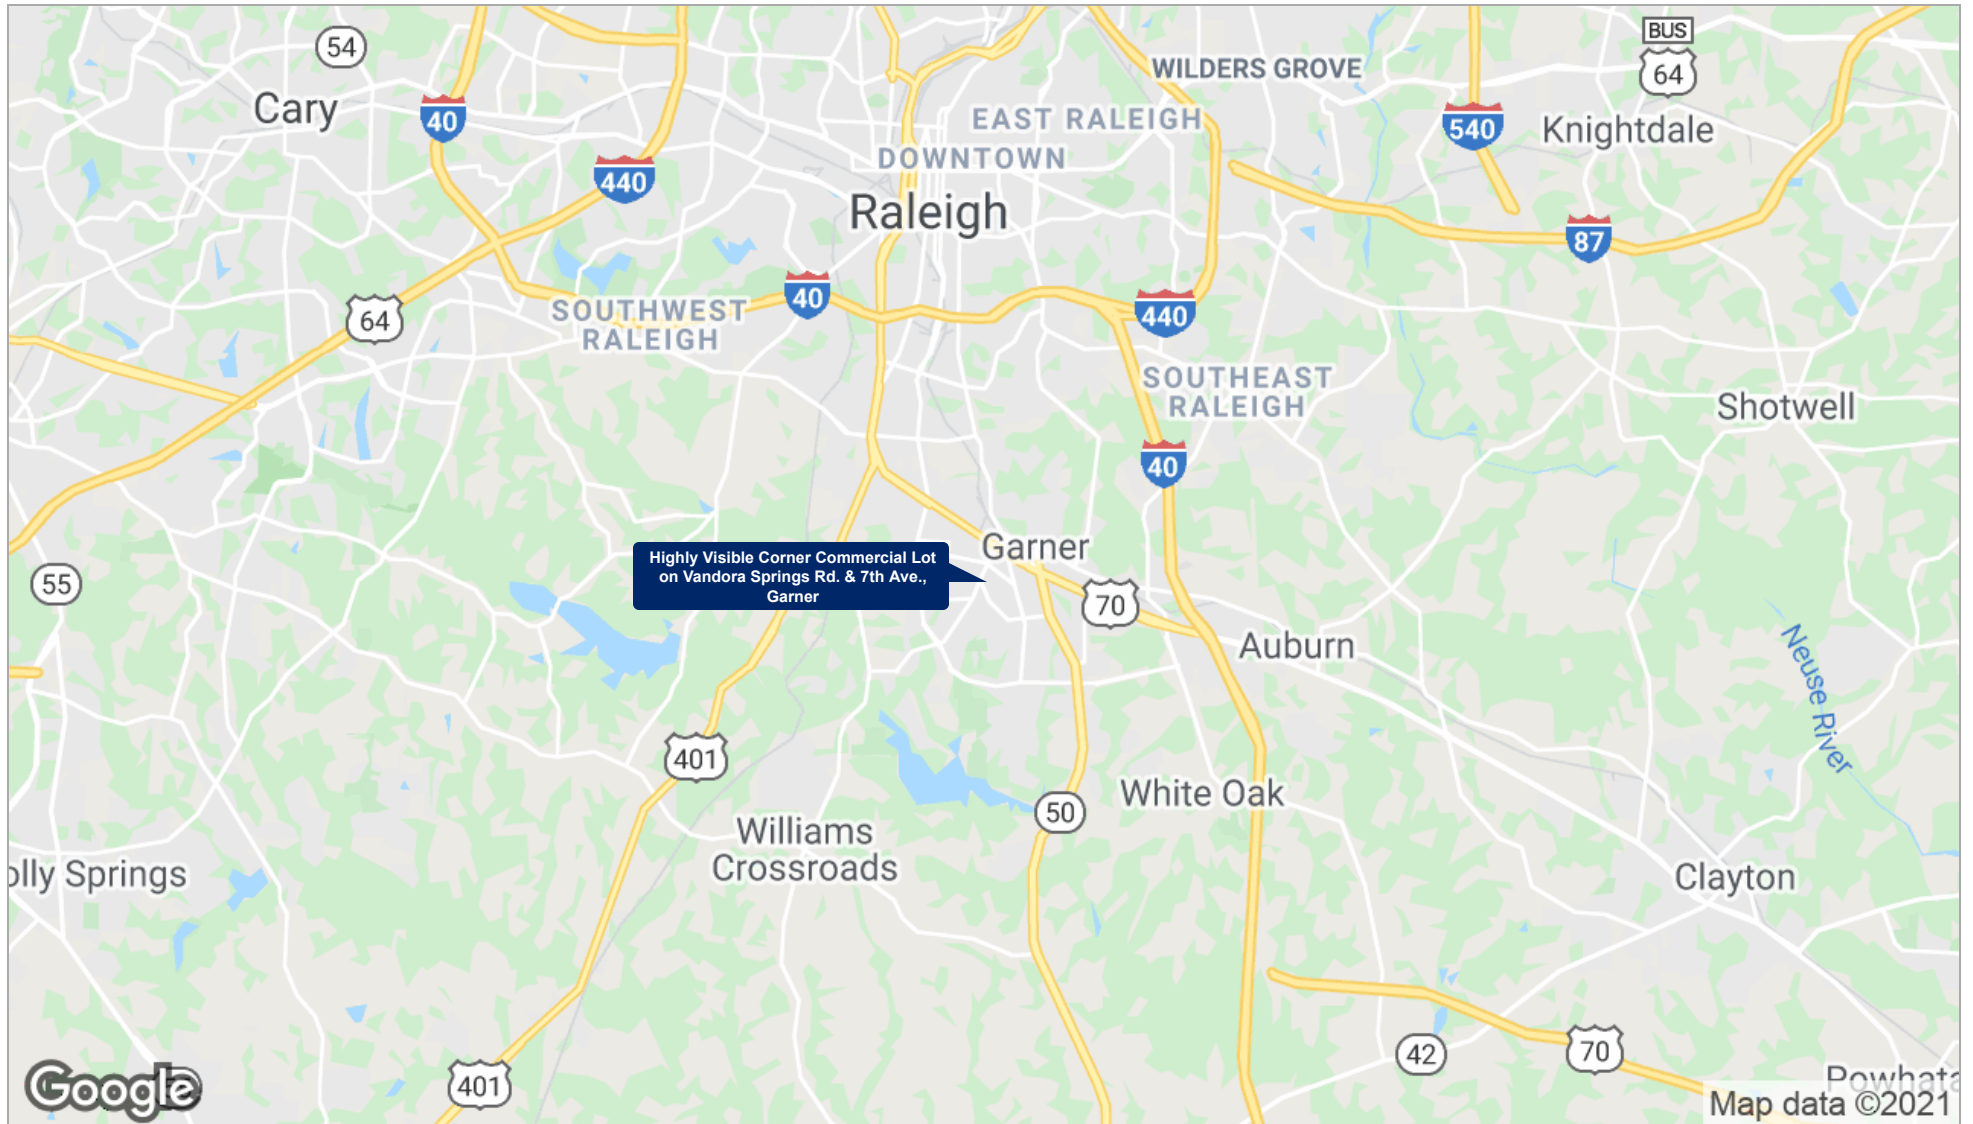 54
BUS
64
WILDERS GROVE
Cary
40
540
Knightdale
EAST RALEIGH
DOWNTOWN
440
Raleigh
87
40
440
64
SOUTHWEST
RALEIGH
SOUTHEAST
RALEIGH
Shotwell
40
Garner
Highly Visible Corner Commercial Lot
on Vandora Springs Rd. & 7th Ave.,
Garner
55
70
Auburn
Neuse River
401
White Oak
50
Williams
Crossroads
olly Springs
Clayton
42
70
401
Powhata
Google
Map data ©2021